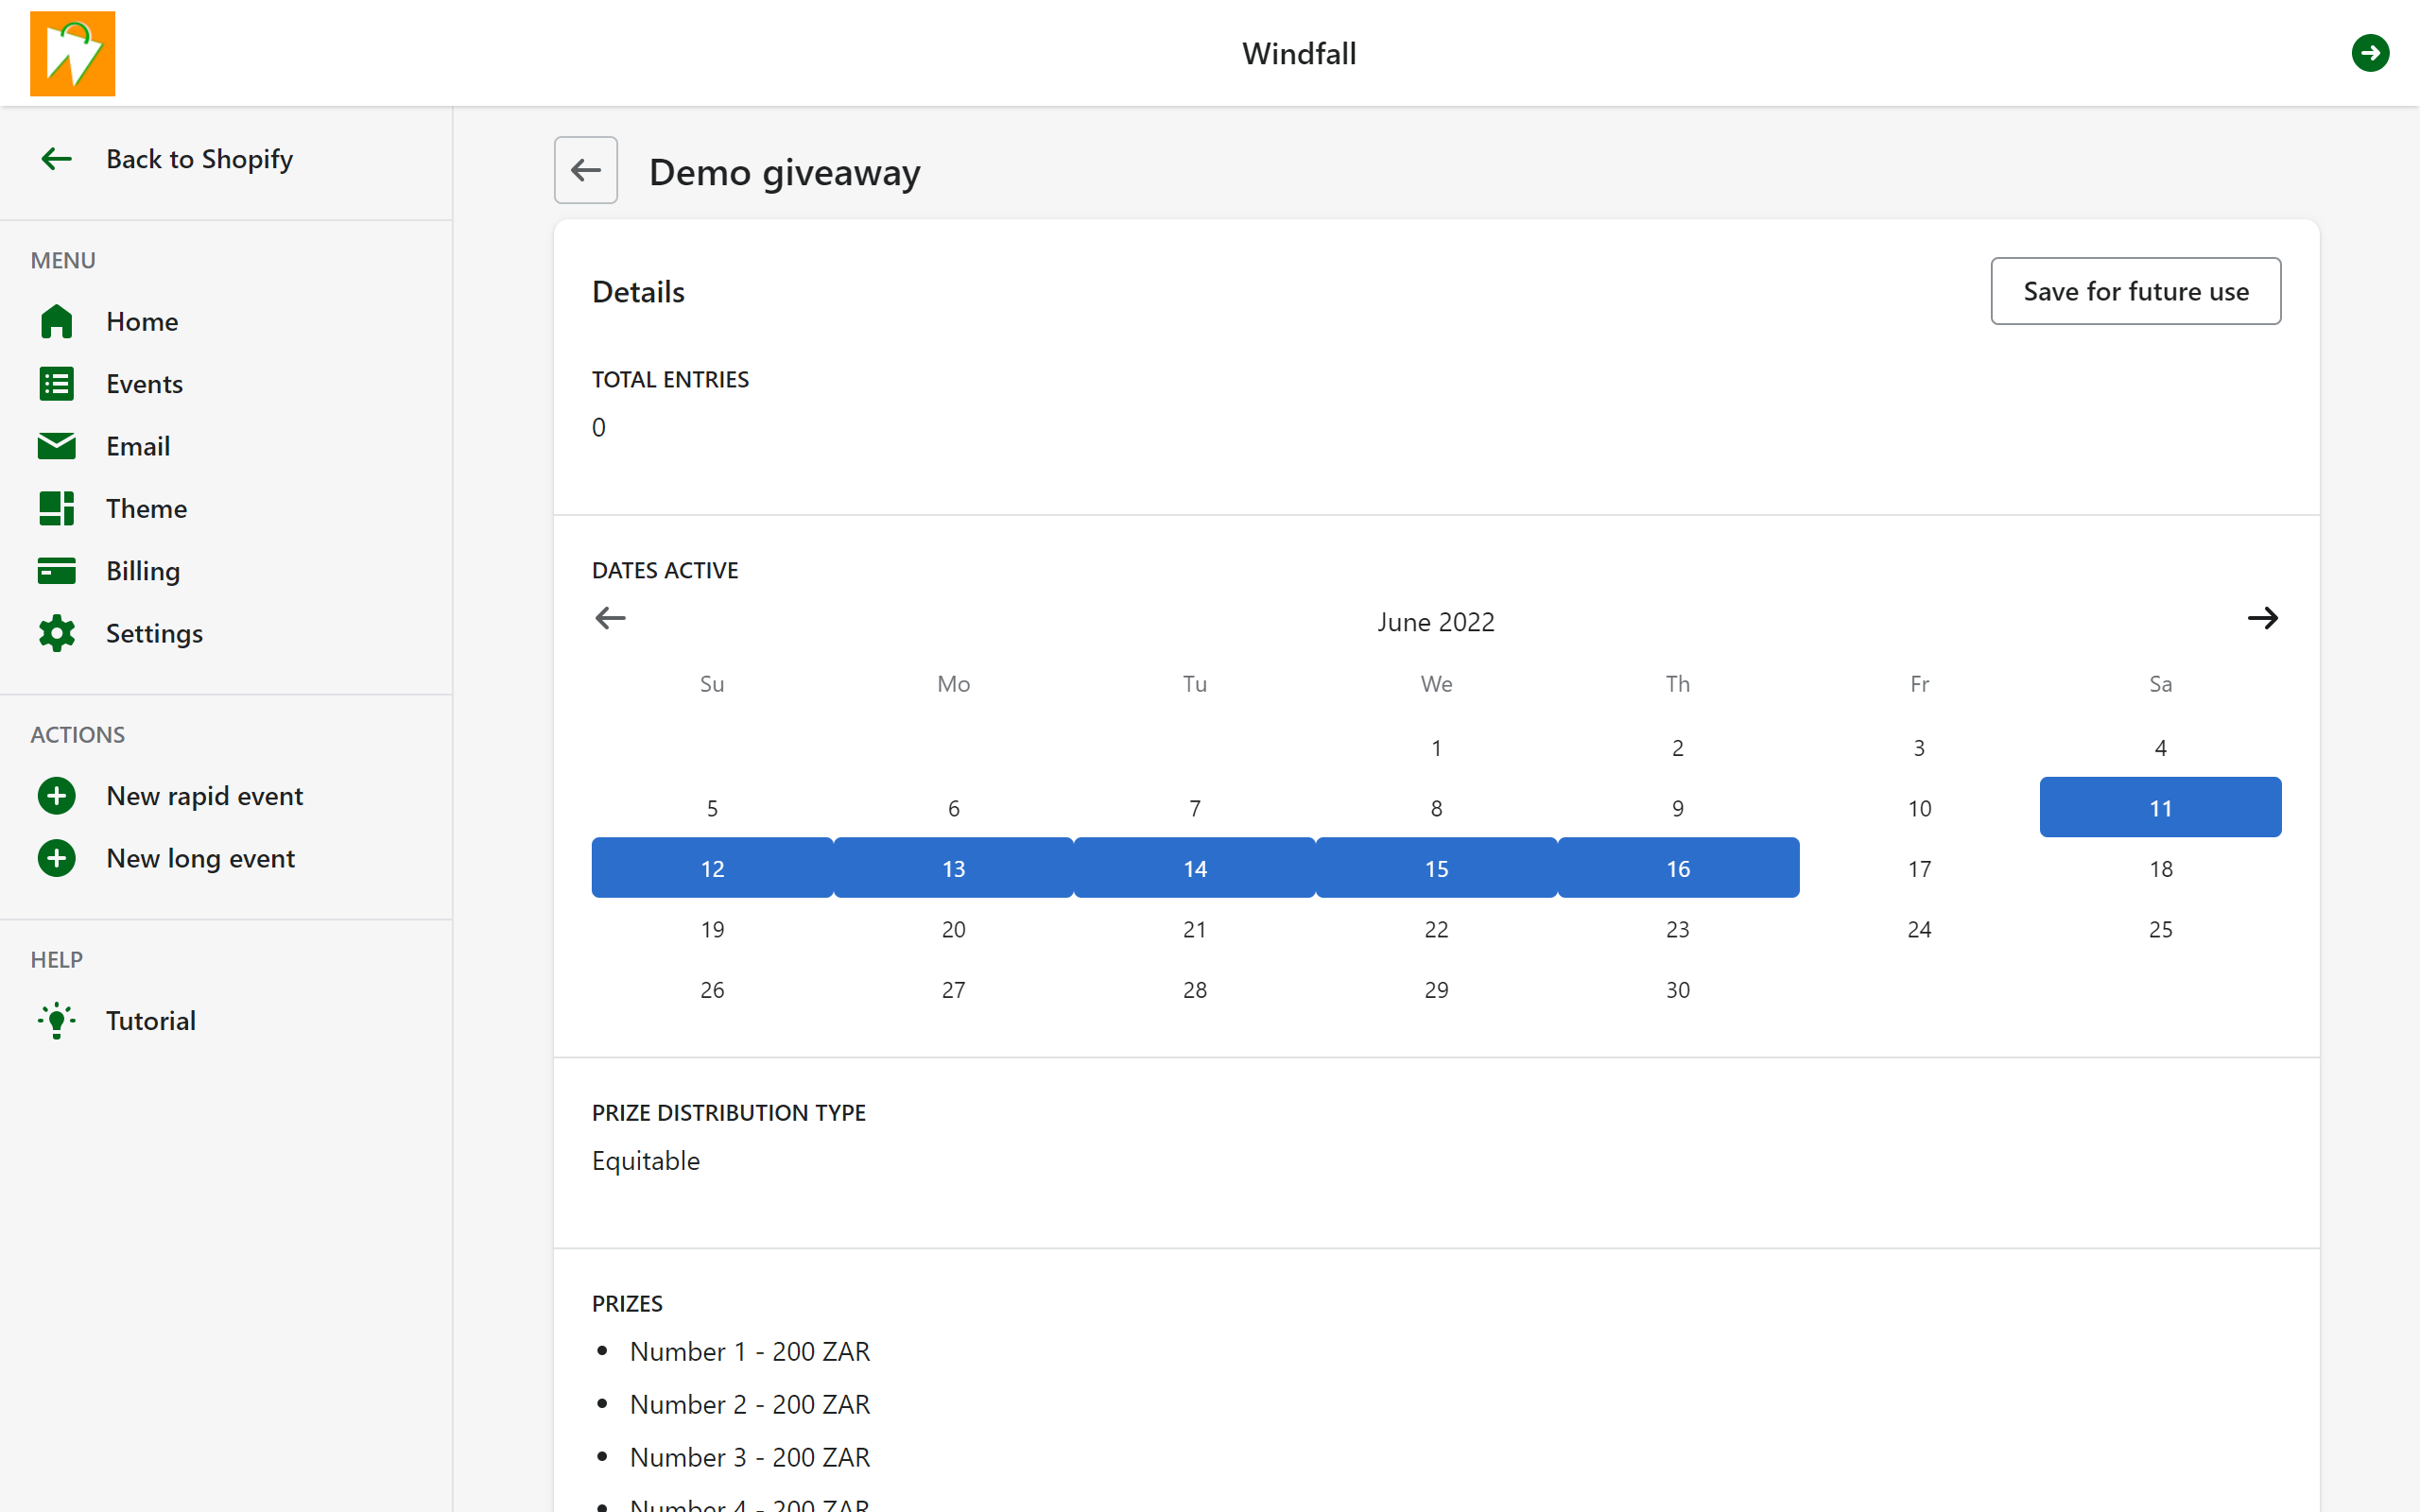 Windfall
Back to Shopify
MENU
Home
Events
Email
Theme
Billing
Settings
ACTIONS
New rapid event
New long event
HELP
Tutorial
Demo giveaway
Details
Save for future use
TOTAL ENTRIES
0
DATES ACTIVE
June 2022
Su Mo Tu We Th Fr Sa
1 2 3 4
5 6 7 8 9 10 11
12 13 14 15 16 17 18
19 20 21 22 23 24 25
26 27 28 29 30
PRIZE DISTRIBUTION TYPE
Equitable
PRIZES
Number 1 - 200 ZAR
Number 2 - 200 ZAR
Number 3 - 200 ZAR
Number 4 - 200 ZAR